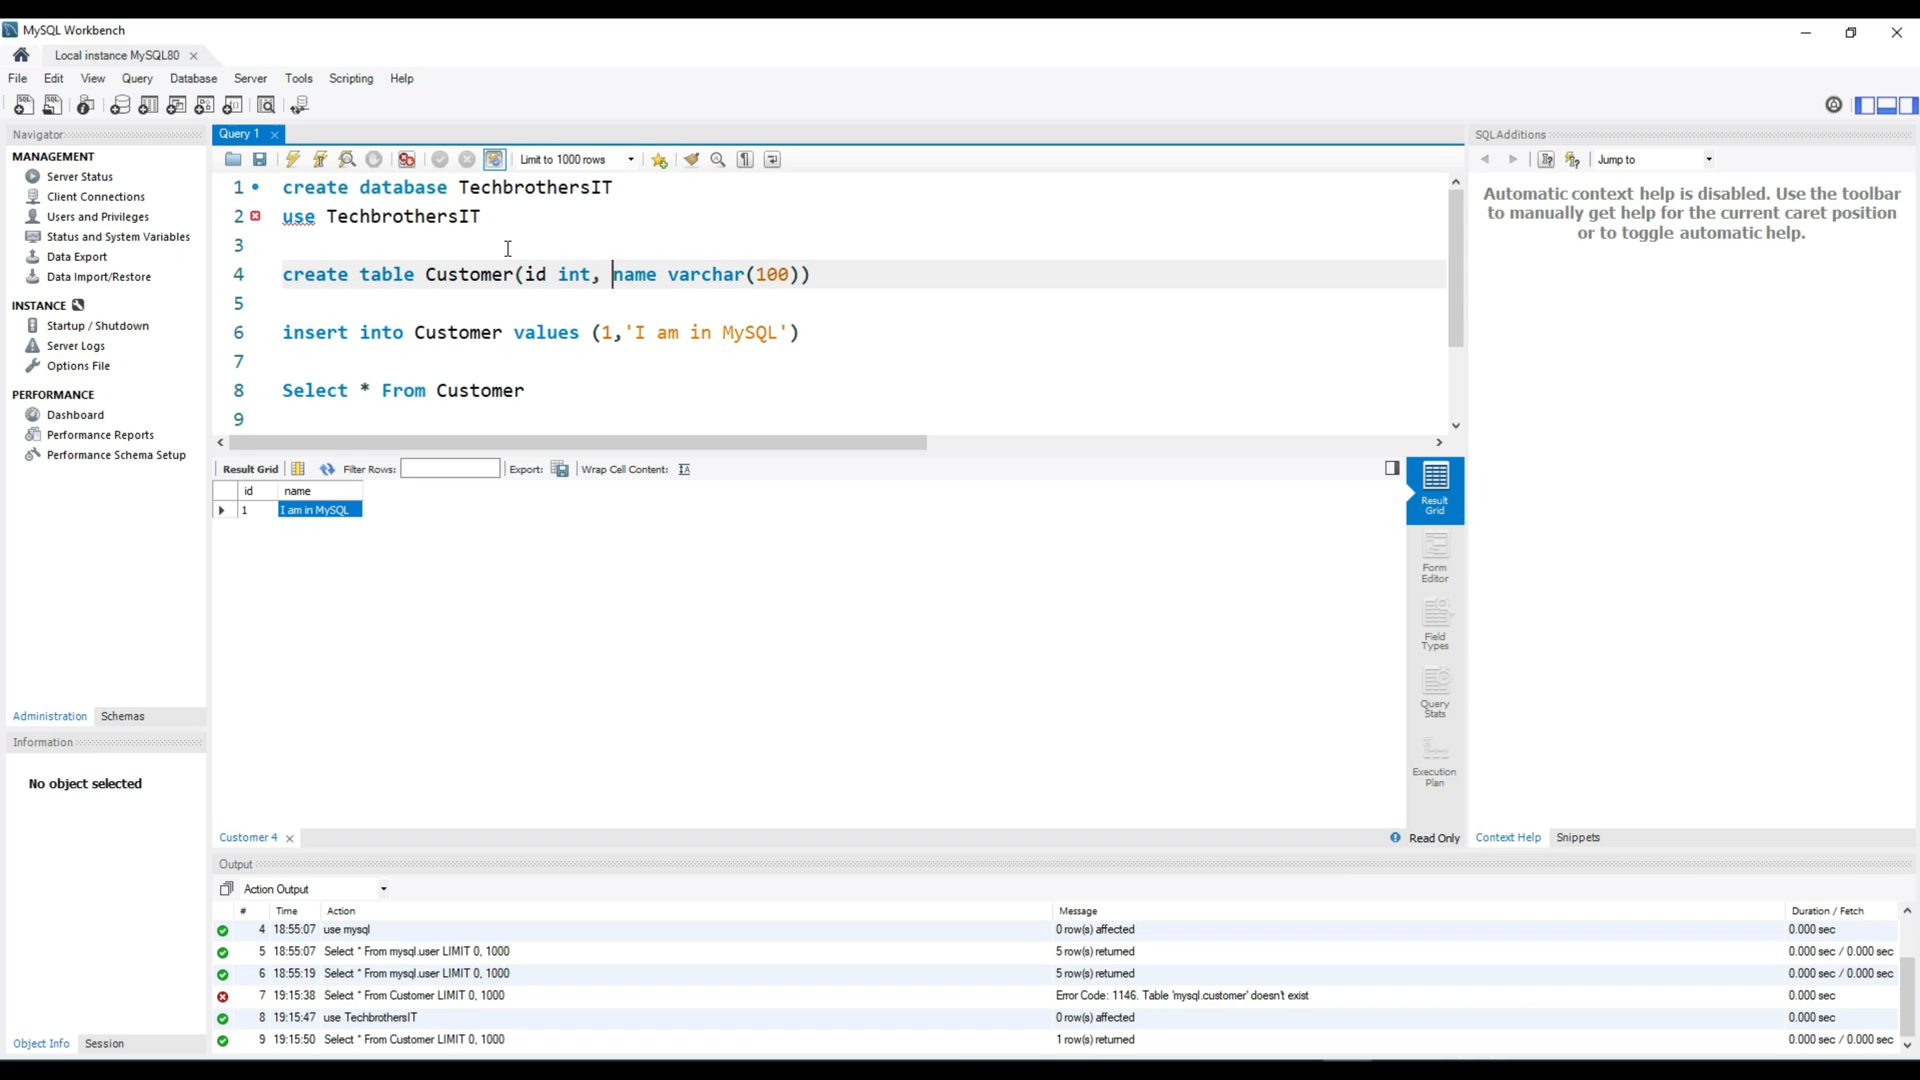 MySQL Workbench
Local instance MySQL80
File Edit View Query Database Server Tools Scripting Help
Navigator
MANAGEMENT
Server Status
Client Connections
Users and Privileges
Status and System Variables
Data Export
Data Import/Restore
INSTANCE
Startup / Shutdown
Server Logs
Options File
PERFORMANCE
Dashboard
Performance Reports
Performance Schema Setup
Administration Schemas
Information
No object selected
Object Info Session
Query 1
Limit to 1000 rows
1 create database TechbrothersIT
2 use TechbrothersIT
3
4 create table Customer(id int, name varchar(100))
5
6 insert into Customer values (1,'I am in MySQL')
7
8 Select * From Customer
9
Result Grid Filter Rows: Export: Wrap Cell Content:
id name
1 I am in MySQL
Result Grid
Form Editor
Field Types
Query Stats
Execution Plan
Customer 4 Read Only
SQLAdditions
Jump to
Automatic context help is disabled. Use the toolbar
to manually get help for the current caret position
or to toggle automatic help.
Context Help Snippets
Output
Action Output
# Time Action Message Duration / Fetch
4 18:55:07 use mysql 0 row(s) affected 0.000 sec
5 18:55:07 Select * From mysql.user LIMIT 0, 1000 5 row(s) returned 0.000 sec / 0.000 sec
6 18:55:19 Select * From mysql.user LIMIT 0, 1000 5 row(s) returned 0.000 sec / 0.000 sec
7 19:15:38 Select * From Customer LIMIT 0, 1000 Error Code: 1146. Table 'mysql.customer' doesn't exist 0.000 sec
8 19:15:47 use TechbrothersIT 0 row(s) affected 0.000 sec
9 19:15:50 Select * From Customer LIMIT 0, 1000 1 row(s) returned 0.000 sec / 0.000 sec